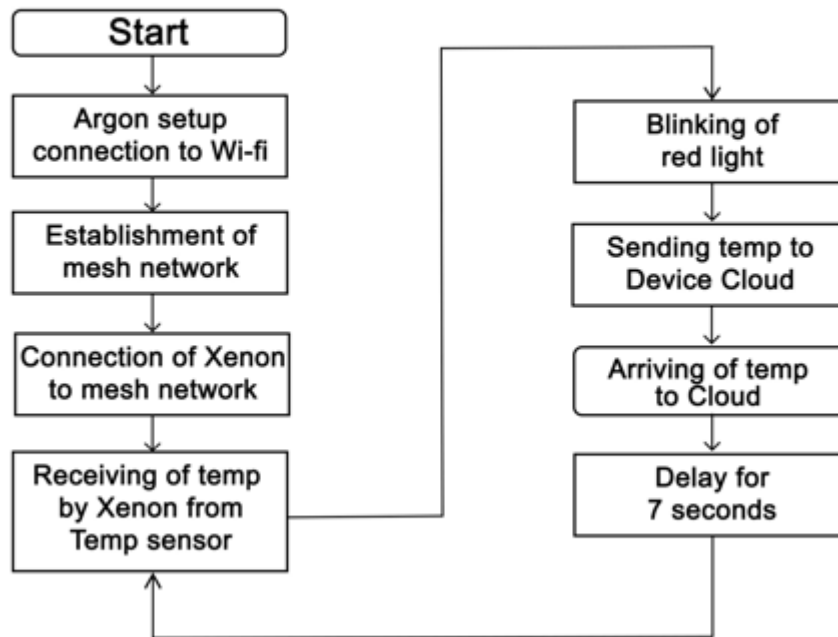 Start
Argon setup
connection to Wi-fi
Establishment of
mesh network
Connection of Xenon
to mesh network
Receiving of temp
by Xenon from
Temp sensor
Blinking of
red light
Sending temp to
Device Cloud
Arriving of temp
to Cloud
Delay for
7 seconds